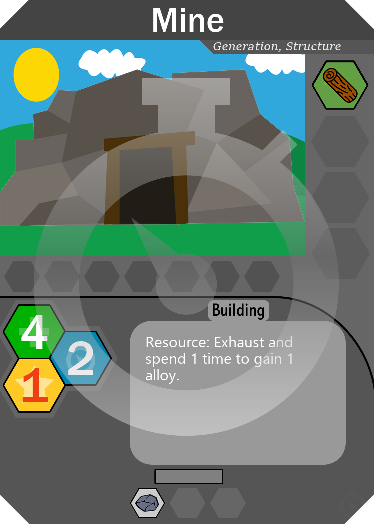 Mine
Generation, Structure
Building
4
2
1
Resource: Exhaust and
spend 1 time to gain 1
alloy.